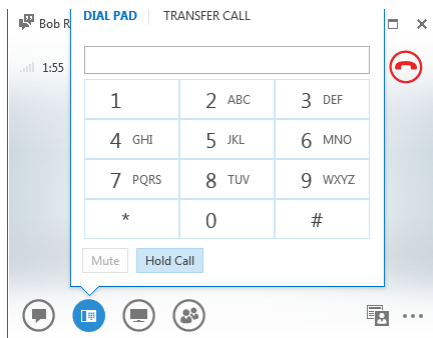 DIAL PAD TRANSFER CALL
Bob R
1:55
1 2 ABC 3 DEF
4 GHI 5 JKL 6 MNO
7 PQRS 8 TUV 9 WXYZ
* 0 #
Mute Hold Call